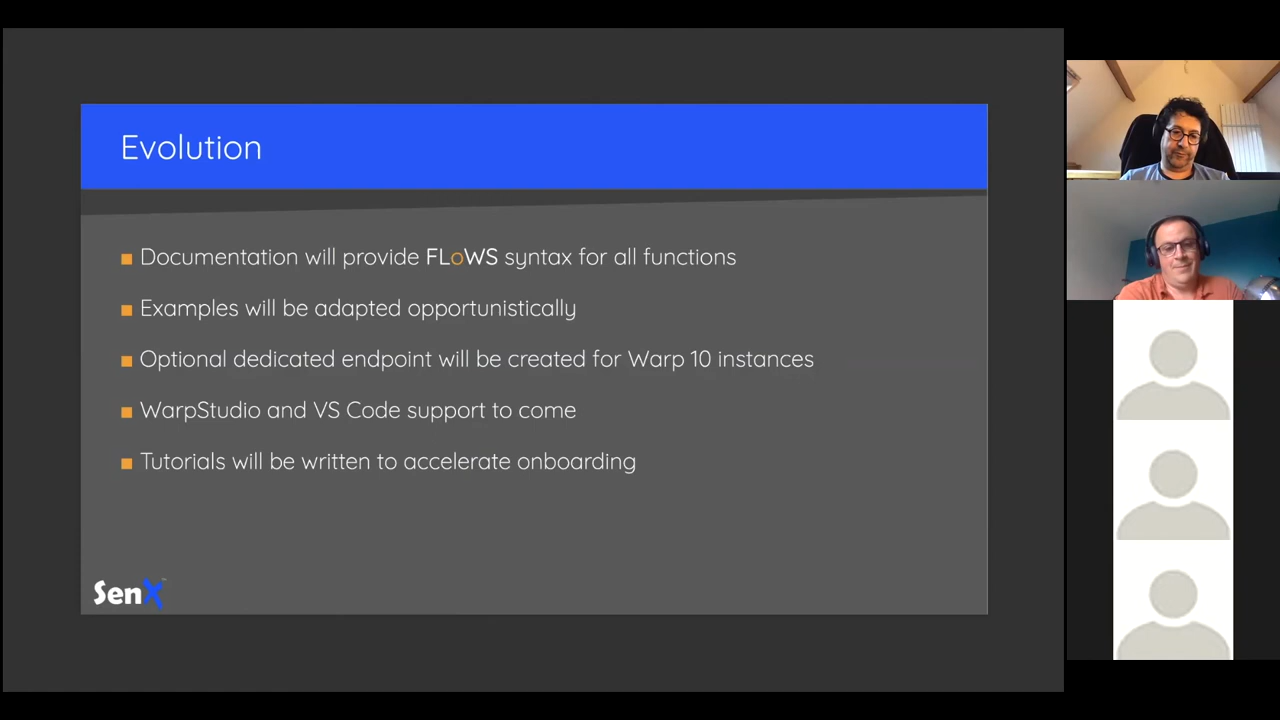 Evolution
Documentation will provide FLoWS syntax for all functions
Examples will be adapted opportunistically
Optional dedicated endpoint will be created for Warp 10 instances
WarpStudio and VS Code support to come
Tutorials will be written to accelerate onboarding
SenX